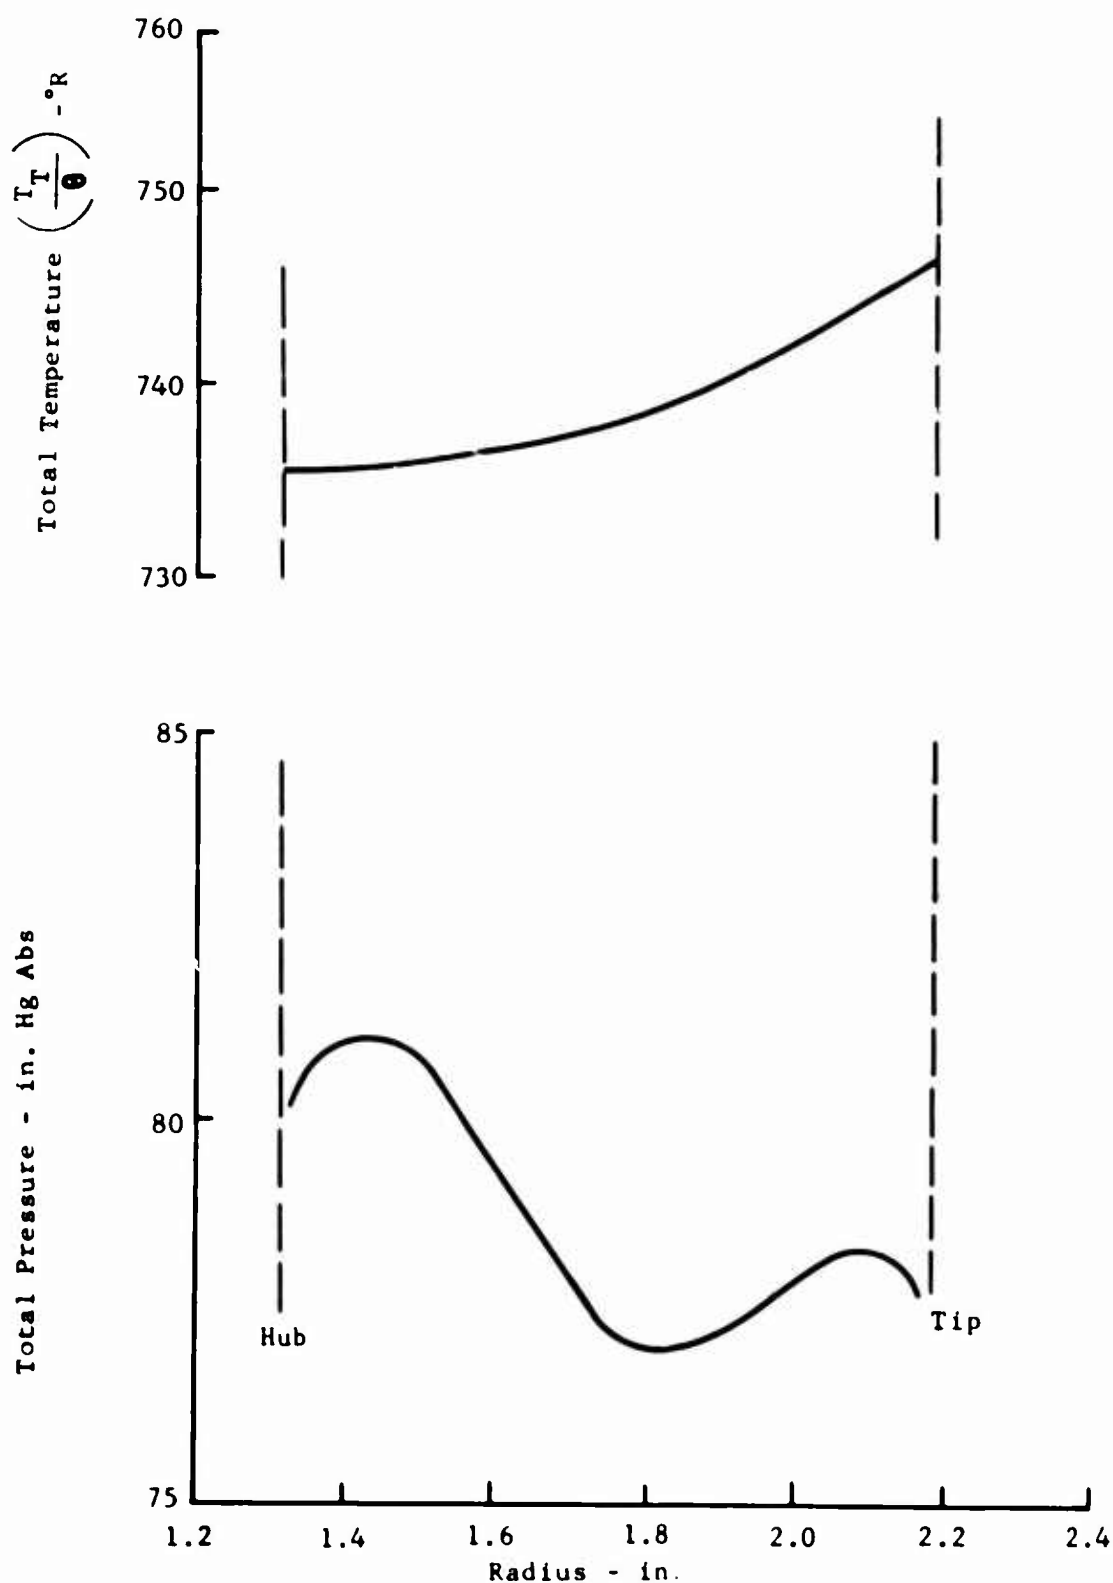 760
750
740
730
Total Temperature (T_T/θ) -°R
85
80
75
Total Pressure - in. Hg Abs
Hub
Tip
1.2 1.4 1.6 1.8 2.0 2.2 2.4
Radius - in.